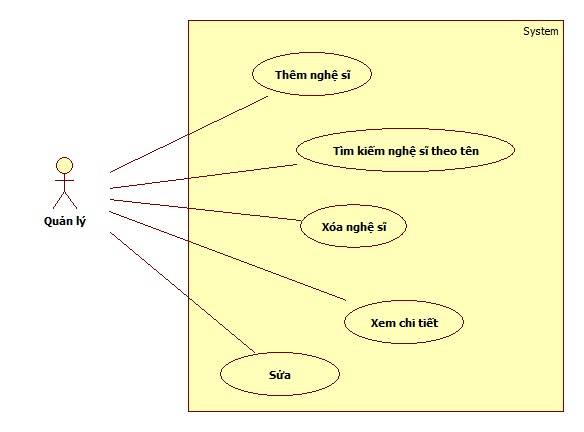 System
Thêm nghệ sĩ
Tìm kiếm nghệ sĩ theo tên
Quản lý
Xóa nghệ sĩ
Xem chi tiết
Sửa